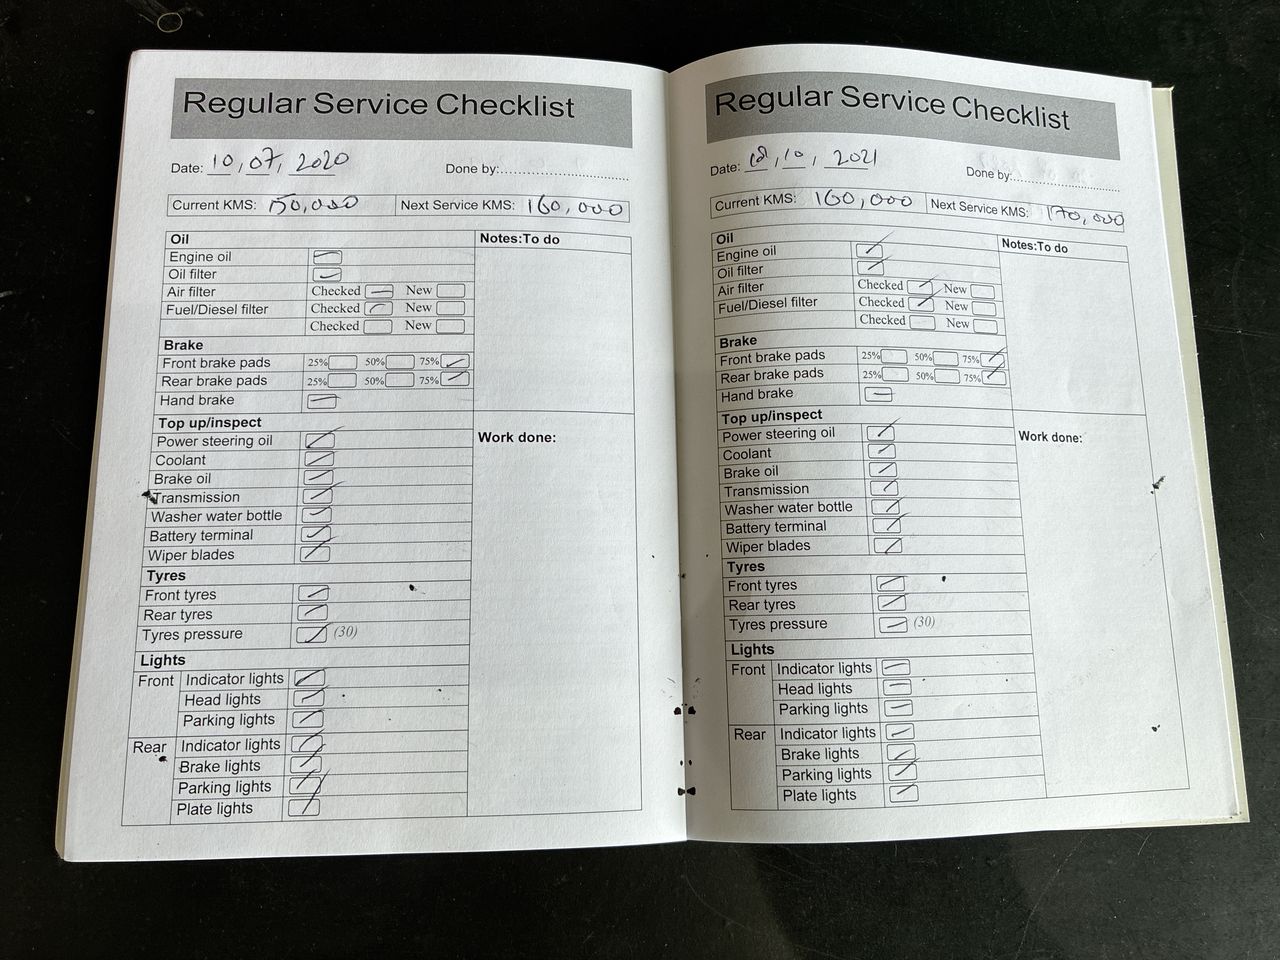 Regular Service Checklist
Date: 10, 07, 2020 Done by:
Current KMS: 150,000 Next Service KMS: 160,000
Oil Notes:To do
Engine oil
Oil filter
Air filter Checked New
Fuel/Diesel filter Checked New
Checked New
Brake
Front brake pads 25% 50% 75%
Rear brake pads 25% 50% 75%
Hand brake
Top up/inspect
Work done:
Power steering oil
Coolant
Brake oil
Transmission
Washer water bottle
Battery terminal
Wiper blades
Tyres
Front tyres
Rear tyres
Tyres pressure (30)
Lights
Front Indicator lights
Head lights
Parking lights
Rear Indicator lights
Brake lights
Parking lights
Plate lights
Regular Service Checklist
Date: , 10, 2021 Done by:
Current KMS: 160,000 Next Service KMS: 170,000
Oil Notes:To do
Engine oil
Oil filter
Air filter Checked New
Fuel/Diesel filter Checked New
Checked New
Brake
Front brake pads 25% 50% 75%
Rear brake pads 25% 50% 75%
Hand brake
Top up/inspect
Power steering oil Work done:
Coolant
Brake oil
Transmission
Washer water bottle
Battery terminal
Wiper blades
Tyres
Front tyres
Rear tyres
Tyres pressure (30)
Lights
Front Indicator lights
Head lights
Parking lights
Rear Indicator lights
Brake lights
Parking lights
Plate lights